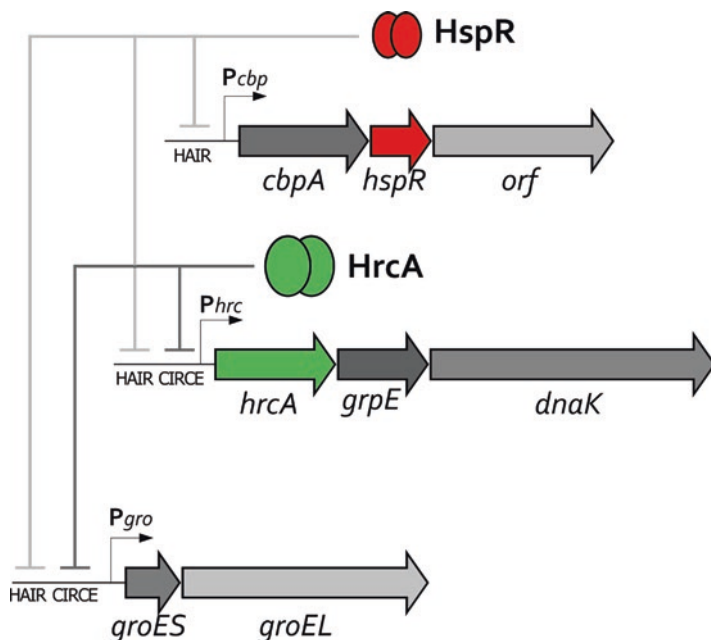 HspR
Pcbp
HAIR
cbpA hspR orf
HrcA
Phrc
HAIR CIRCE
hrcA grpE dnaK
Pgro
HAIR CIRCE
groES groEL